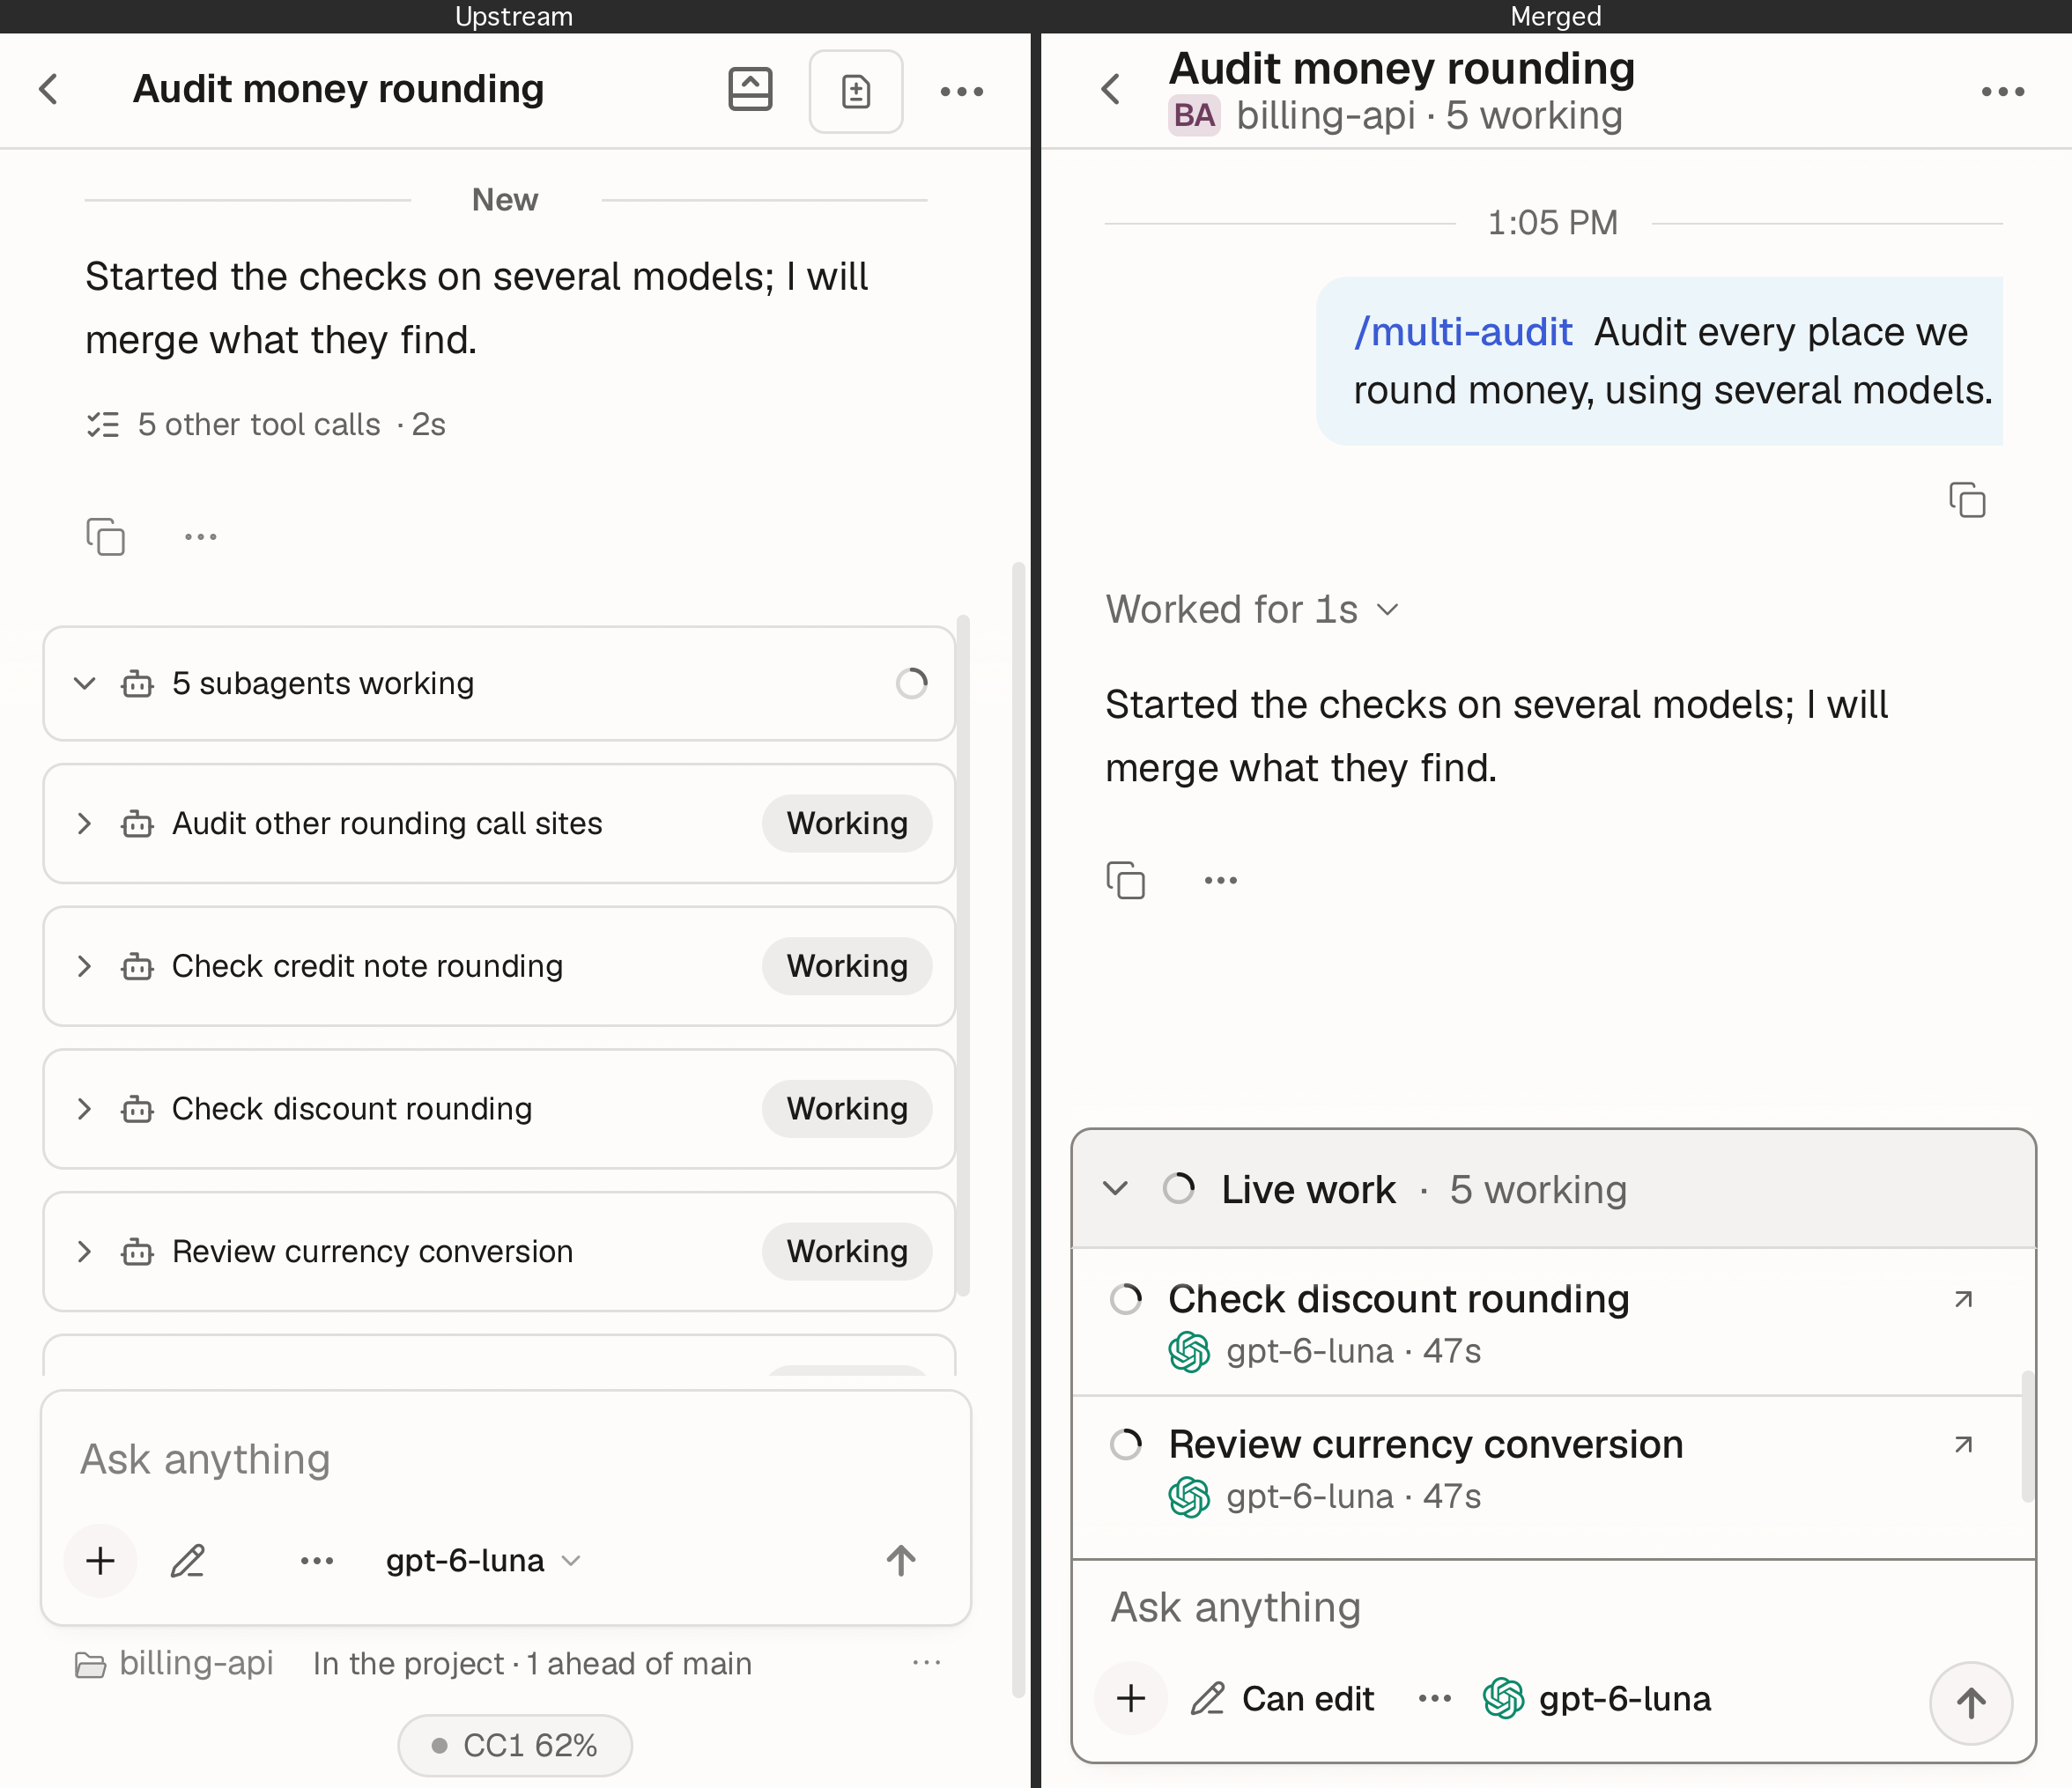 Upstream
Audit money rounding
New
Started the checks on several models; I will
merge what they find.
5 other tool calls · 2s
5 subagents working
Audit other rounding call sites
Working
Check credit note rounding
Working
Check discount rounding
Working
Review currency conversion
Working
Ask anything
gpt-6-luna
billing-api
In the project · 1 ahead of main
CC1 62%
Merged
Audit money rounding
BA billing-api · 5 working
1:05 PM
/multi-audit Audit every place we
round money, using several models.
Worked for 1s
Started the checks on several models; I will
merge what they find.
Live work · 5 working
Check discount rounding
gpt-6-luna · 47s
Review currency conversion
gpt-6-luna · 47s
Ask anything
Can edit
gpt-6-luna